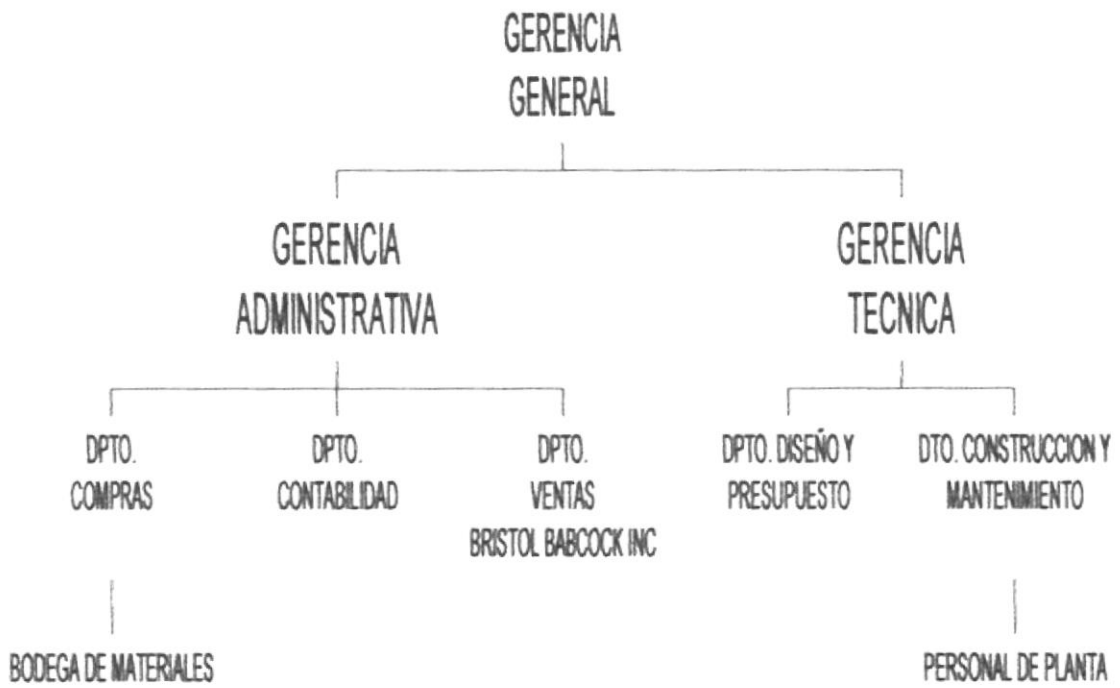 GERENCIA
GENERAL
GERENCIA
ADMINISTRATIVA
GERENCIA
TECNICA
DPTO.
COMPRAS
DPTO.
CONTABILIDAD
DPTO.
VENTAS
BRISTOL BABCOCK INC
DPTO. DISEÑO Y
PRESUPUESTO
DTO. CONSTRUCCION Y
MANTENIMIENTO
BODEGA DE MATERIALES
PERSONAL DE PLANTA